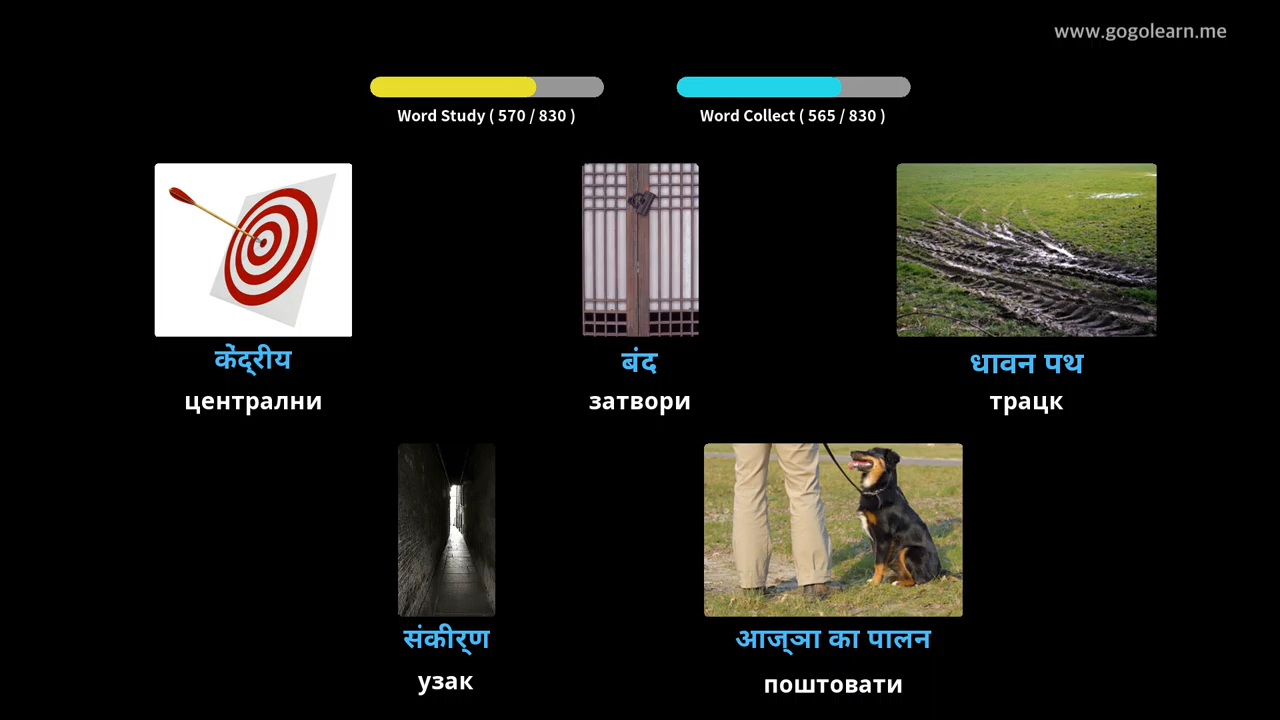 www.gogolearn.me
Word Study ( 570 / 830 )
Word Collect ( 565 / 830 )
केंद्रीय
централни
बंद
затвори
धावन पथ
трацк
संकीर्ण
узак
आज्ञा का पालन
поштовати